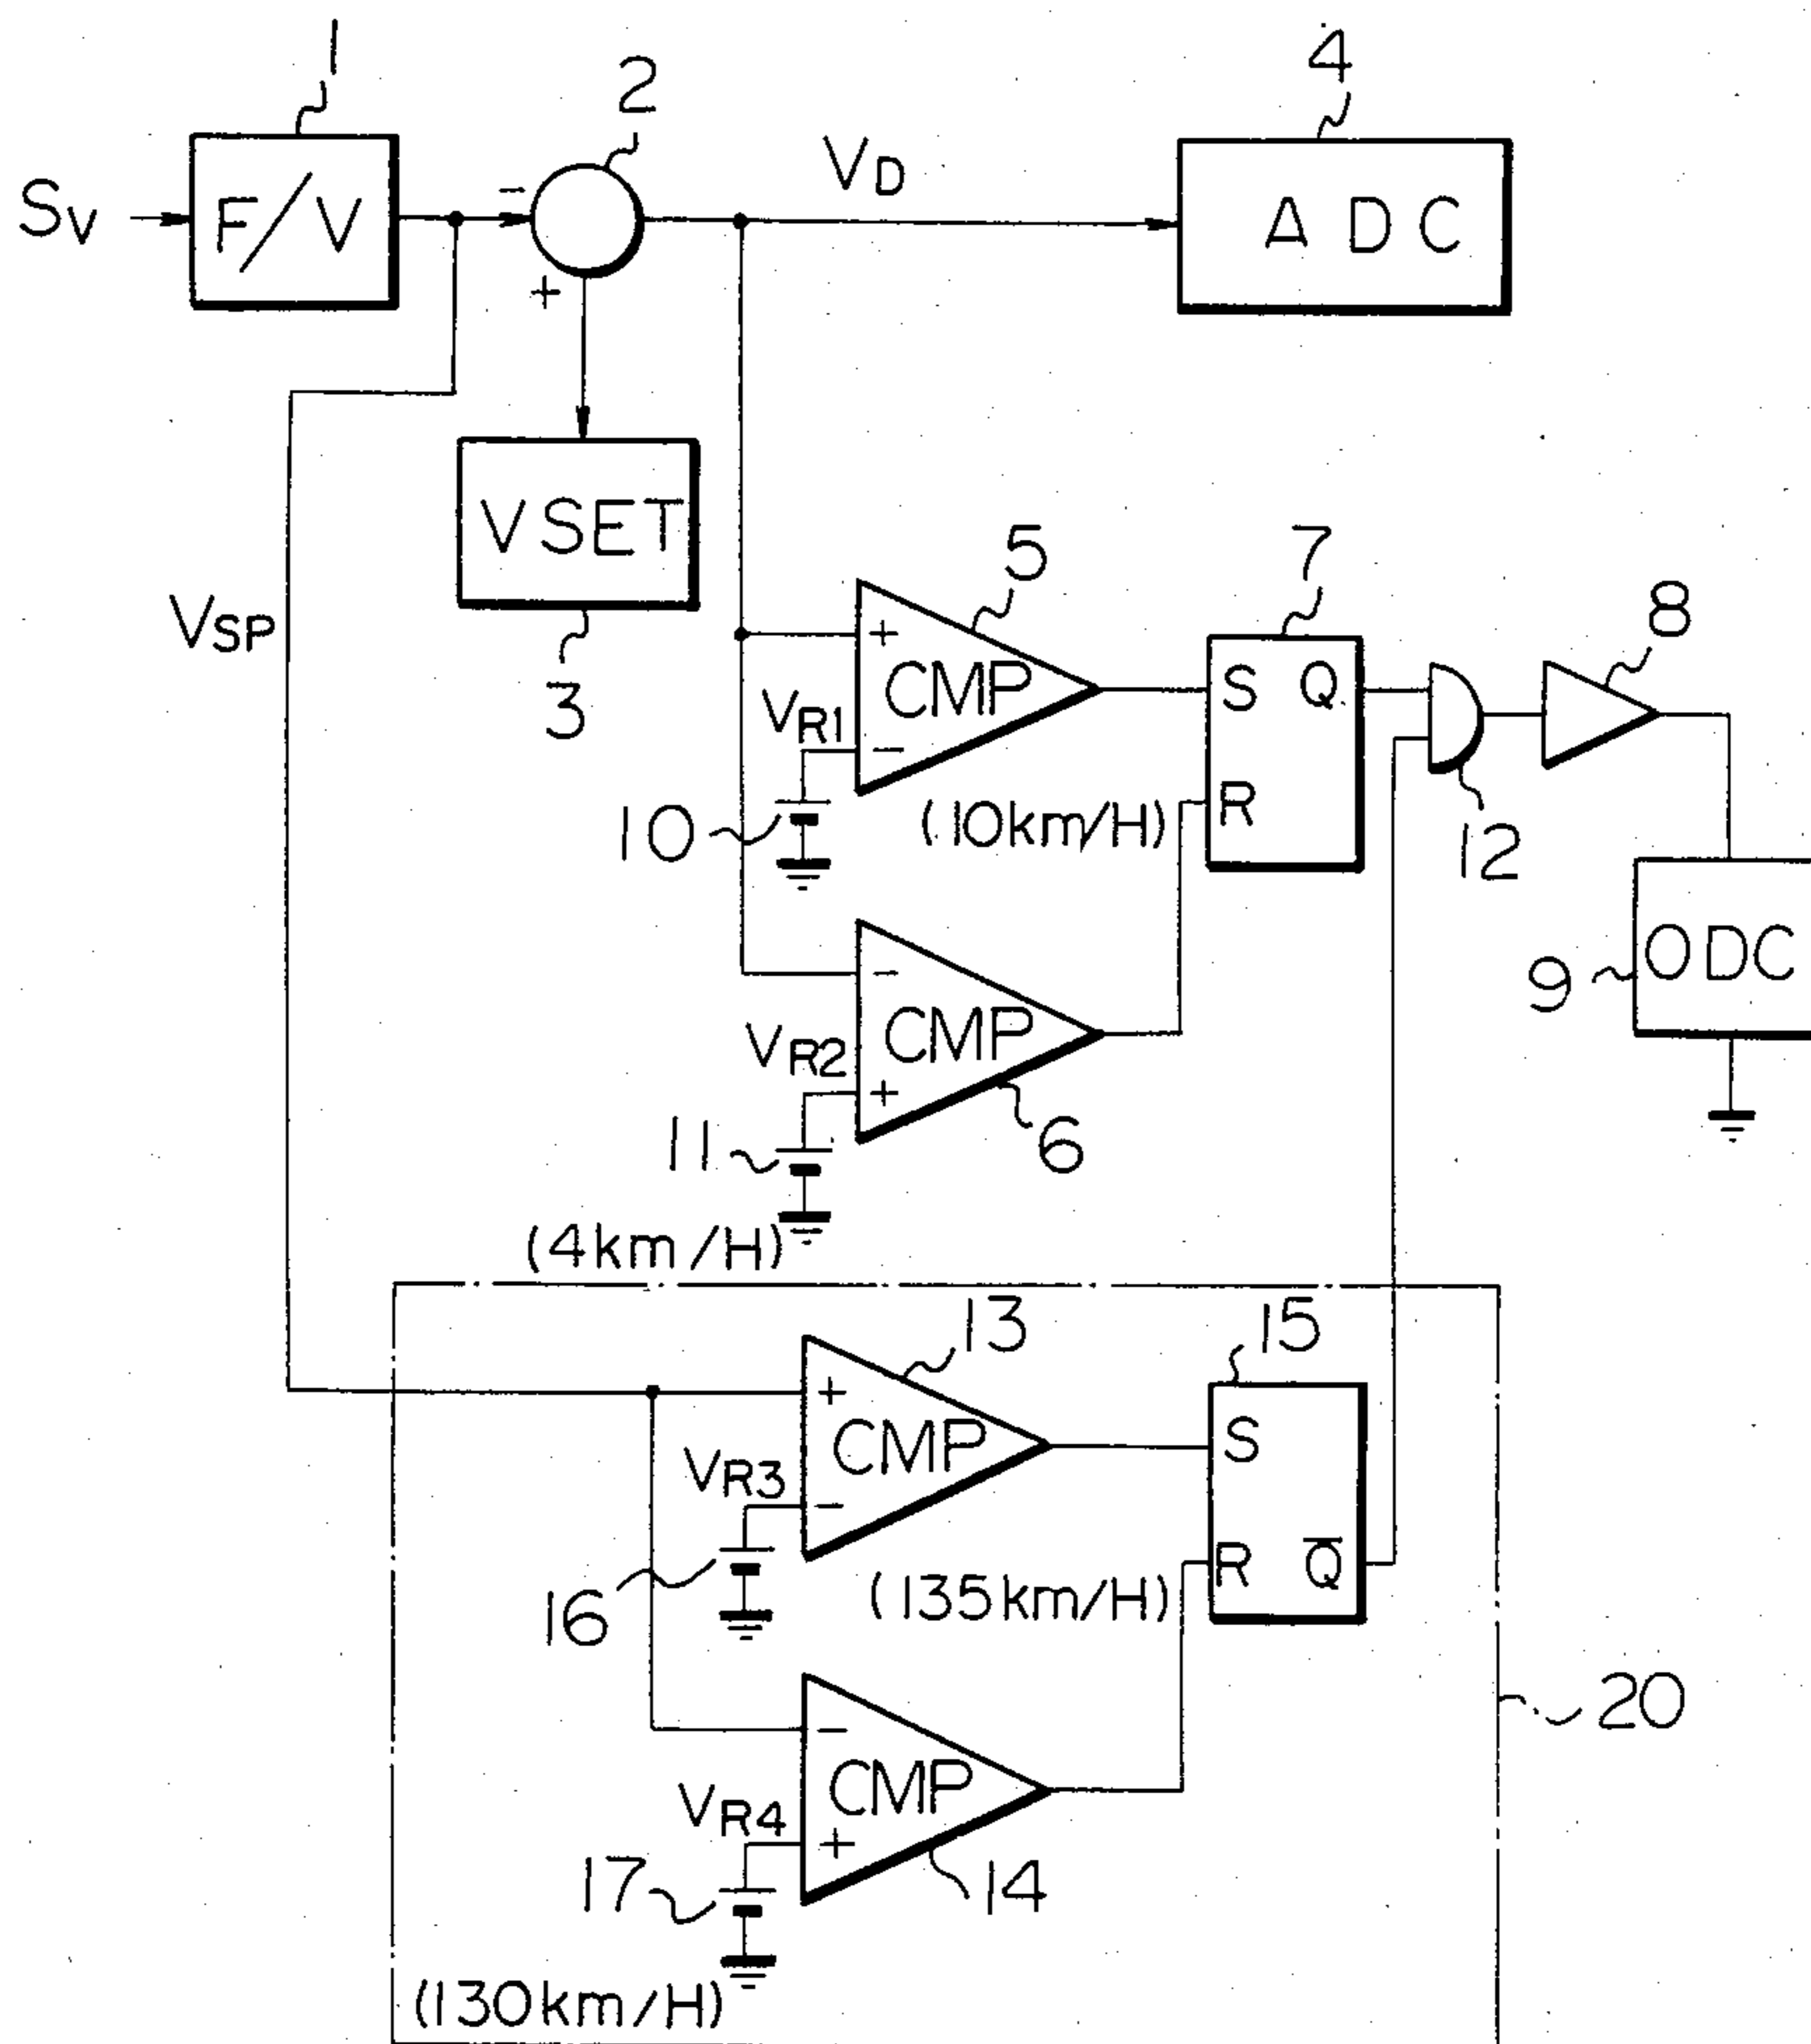 1
2
4
Sv
F/V
-
+
VD
ADC
VSET
3
VSP
5
7
8
+
CMP
-
VR1
10
(10km/H)
S Q
R
12
ODC
9
-
CMP
+
VR2
11
6
(4km/H)
13
15
+
CMP
-
VR3
16
(135km/H)
S
R Q̅
20
-
CMP
+
VR4
17
14
(130km/H)